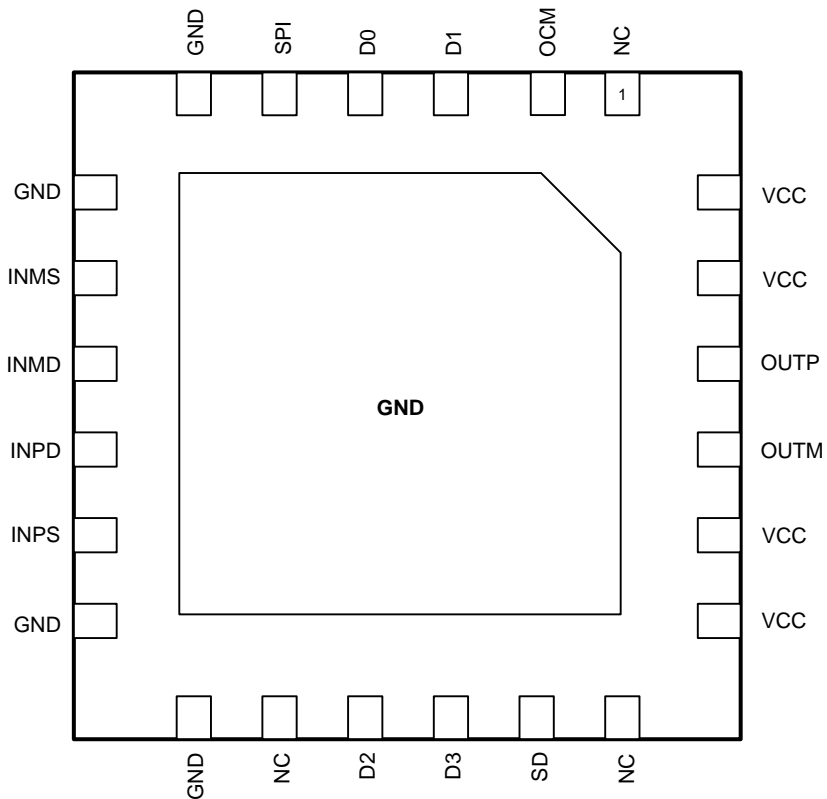 GND
SPI
D0
D1
OCM
NC
1
GND
VCC
INMS
VCC
INMD
OUTP
GND
INPD
OUTM
INPS
VCC
GND
VCC
GND
NC
D2
D3
SD
NC